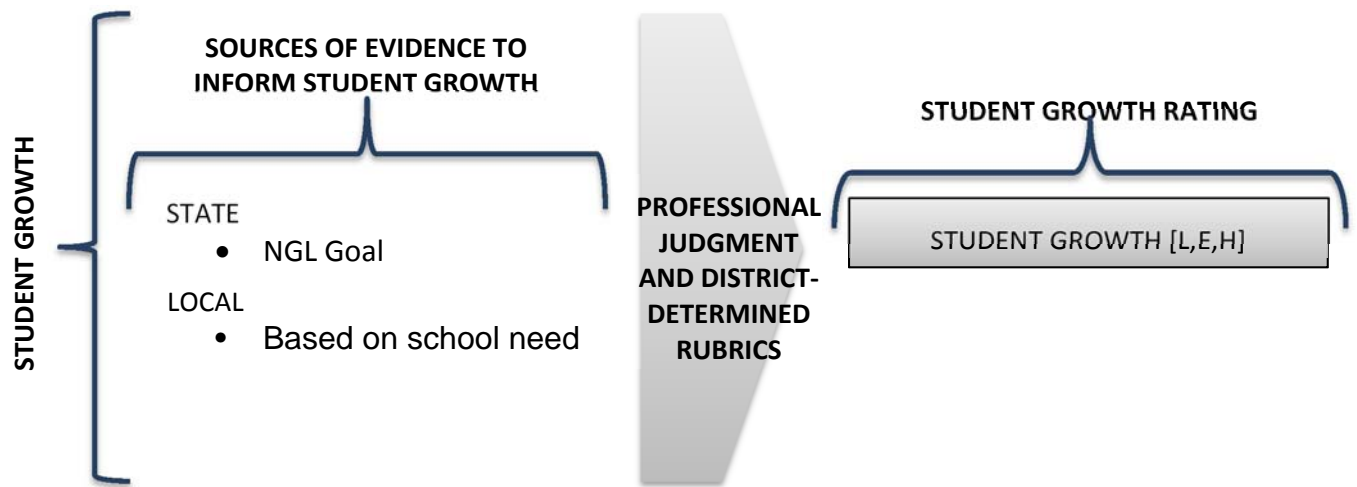 STUDENT GROWTH
SOURCES OF EVIDENCE TO
INFORM STUDENT GROWTH
STATE
• NGL Goal
LOCAL
• Based on school need
PROFESSIONAL
JUDGMENT
AND DISTRICT-
DETERMINED
RUBRICS
STUDENT GROWTH RATING
STUDENT GROWTH [L,E,H]